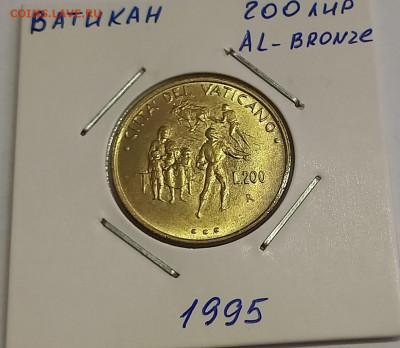 COINS.LAVE.RU
ВАТИКАН
200 ЛИР
AL-BRONZE
CITTA' DEL VATICANO
L.200
R
1995